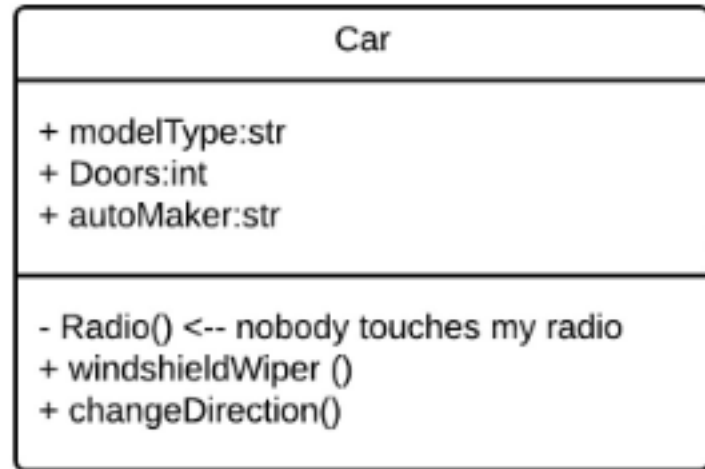 Car
+ modelType:str
+ Doors:int
+ autoMaker:str
- Radio() <-- nobody touches my radio
+ windshieldWiper ()
+ changeDirection()